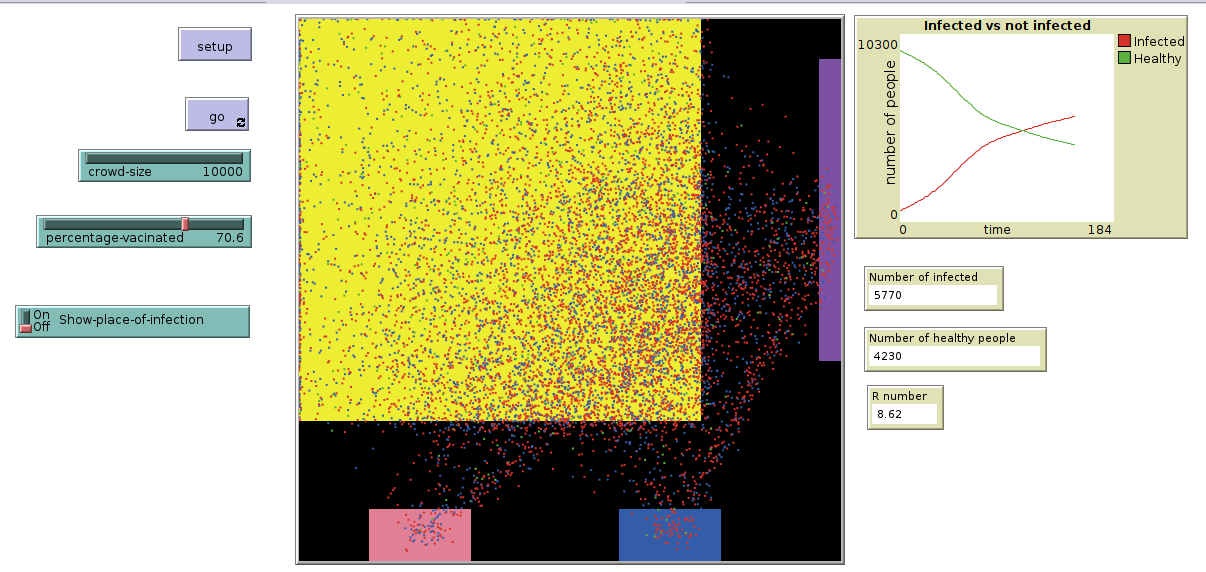 setup
go
crowd-size 10000
percentage-vacinated 70.6
On
Off
Show-place-of-infection
Infected vs not infected
10300
number of people
0
0
time
184
Infected
Healthy
Number of infected
5770
Number of healthy people
4230
R number
8.62